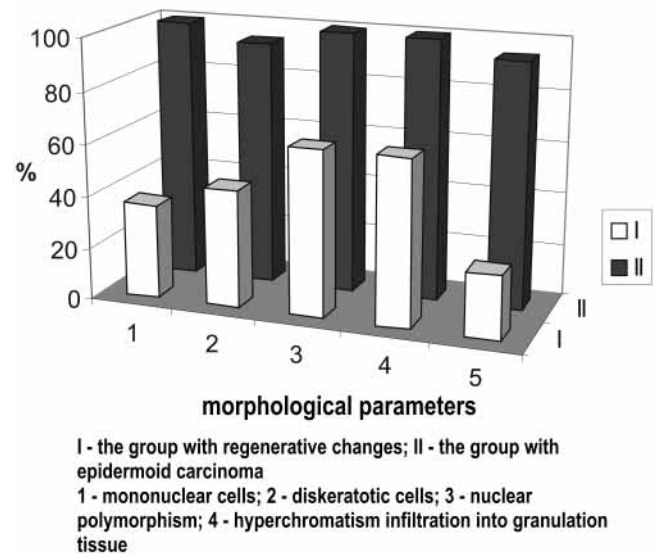 100
80
60
40
20
0
%
1
2
3
4
5
I
II
I
II
morphological parameters
I - the group with regenerative changes; II - the group with
epidermoid carcinoma
1 - mononuclear cells; 2 - diskeratotic cells; 3 - nuclear
polymorphism; 4 - hyperchromatism infiltration into granulation
tissue